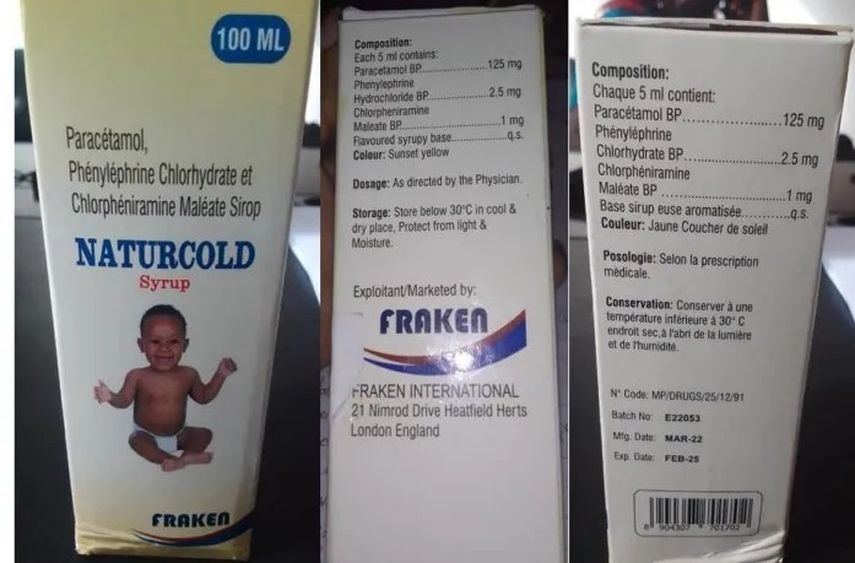 100 ML
Paracétamol,
Phényléphrine Chlorhydrate et
Chlorphéniramine Maléate Sirop
NATURCOLD
Syrup
FRAKEN
Composition:
Each 5 ml contains:
Paracetamol BP..................125 mg
Phenylephrine
Hydrochloride BP................2.5 mg
Chlorpheniramine
Maleate BP........................1 mg
Flavoured syrupy base...............q.s.
Colour: Sunset yellow
Dosage: As directed by the Physician.
Storage: Store below 30°C in cool &
dry place, Protect from light &
Moisture.
Exploitant/Marketed by:
FRAKEN
FRAKEN INTERNATIONAL
21 Nimrod Drive Heatfield Herts
London England
Composition:
Chaque 5 ml contient:
Paracétamol BP......................125 mg
Phényléphrine
Chlorhydrate BP...................2.5 mg
Chlorphéniramine
Maléate BP ..........................1 mg
Base sirup euse aromatisée..........q.s.
Couleur: Jaune Coucher de soleil
Posologie: Selon la prescription
mèdicale.
Conservation: Conserver à une
température inférieure à 30° C
endroit sec,à l'abri de la lumière
et de l'humidité.
N° Code: MP/DRUGS/25/12/91
Batch No: E22053
Mfg. Date: MAR-22
Exp. Date: FEB-25
8 904307 701702